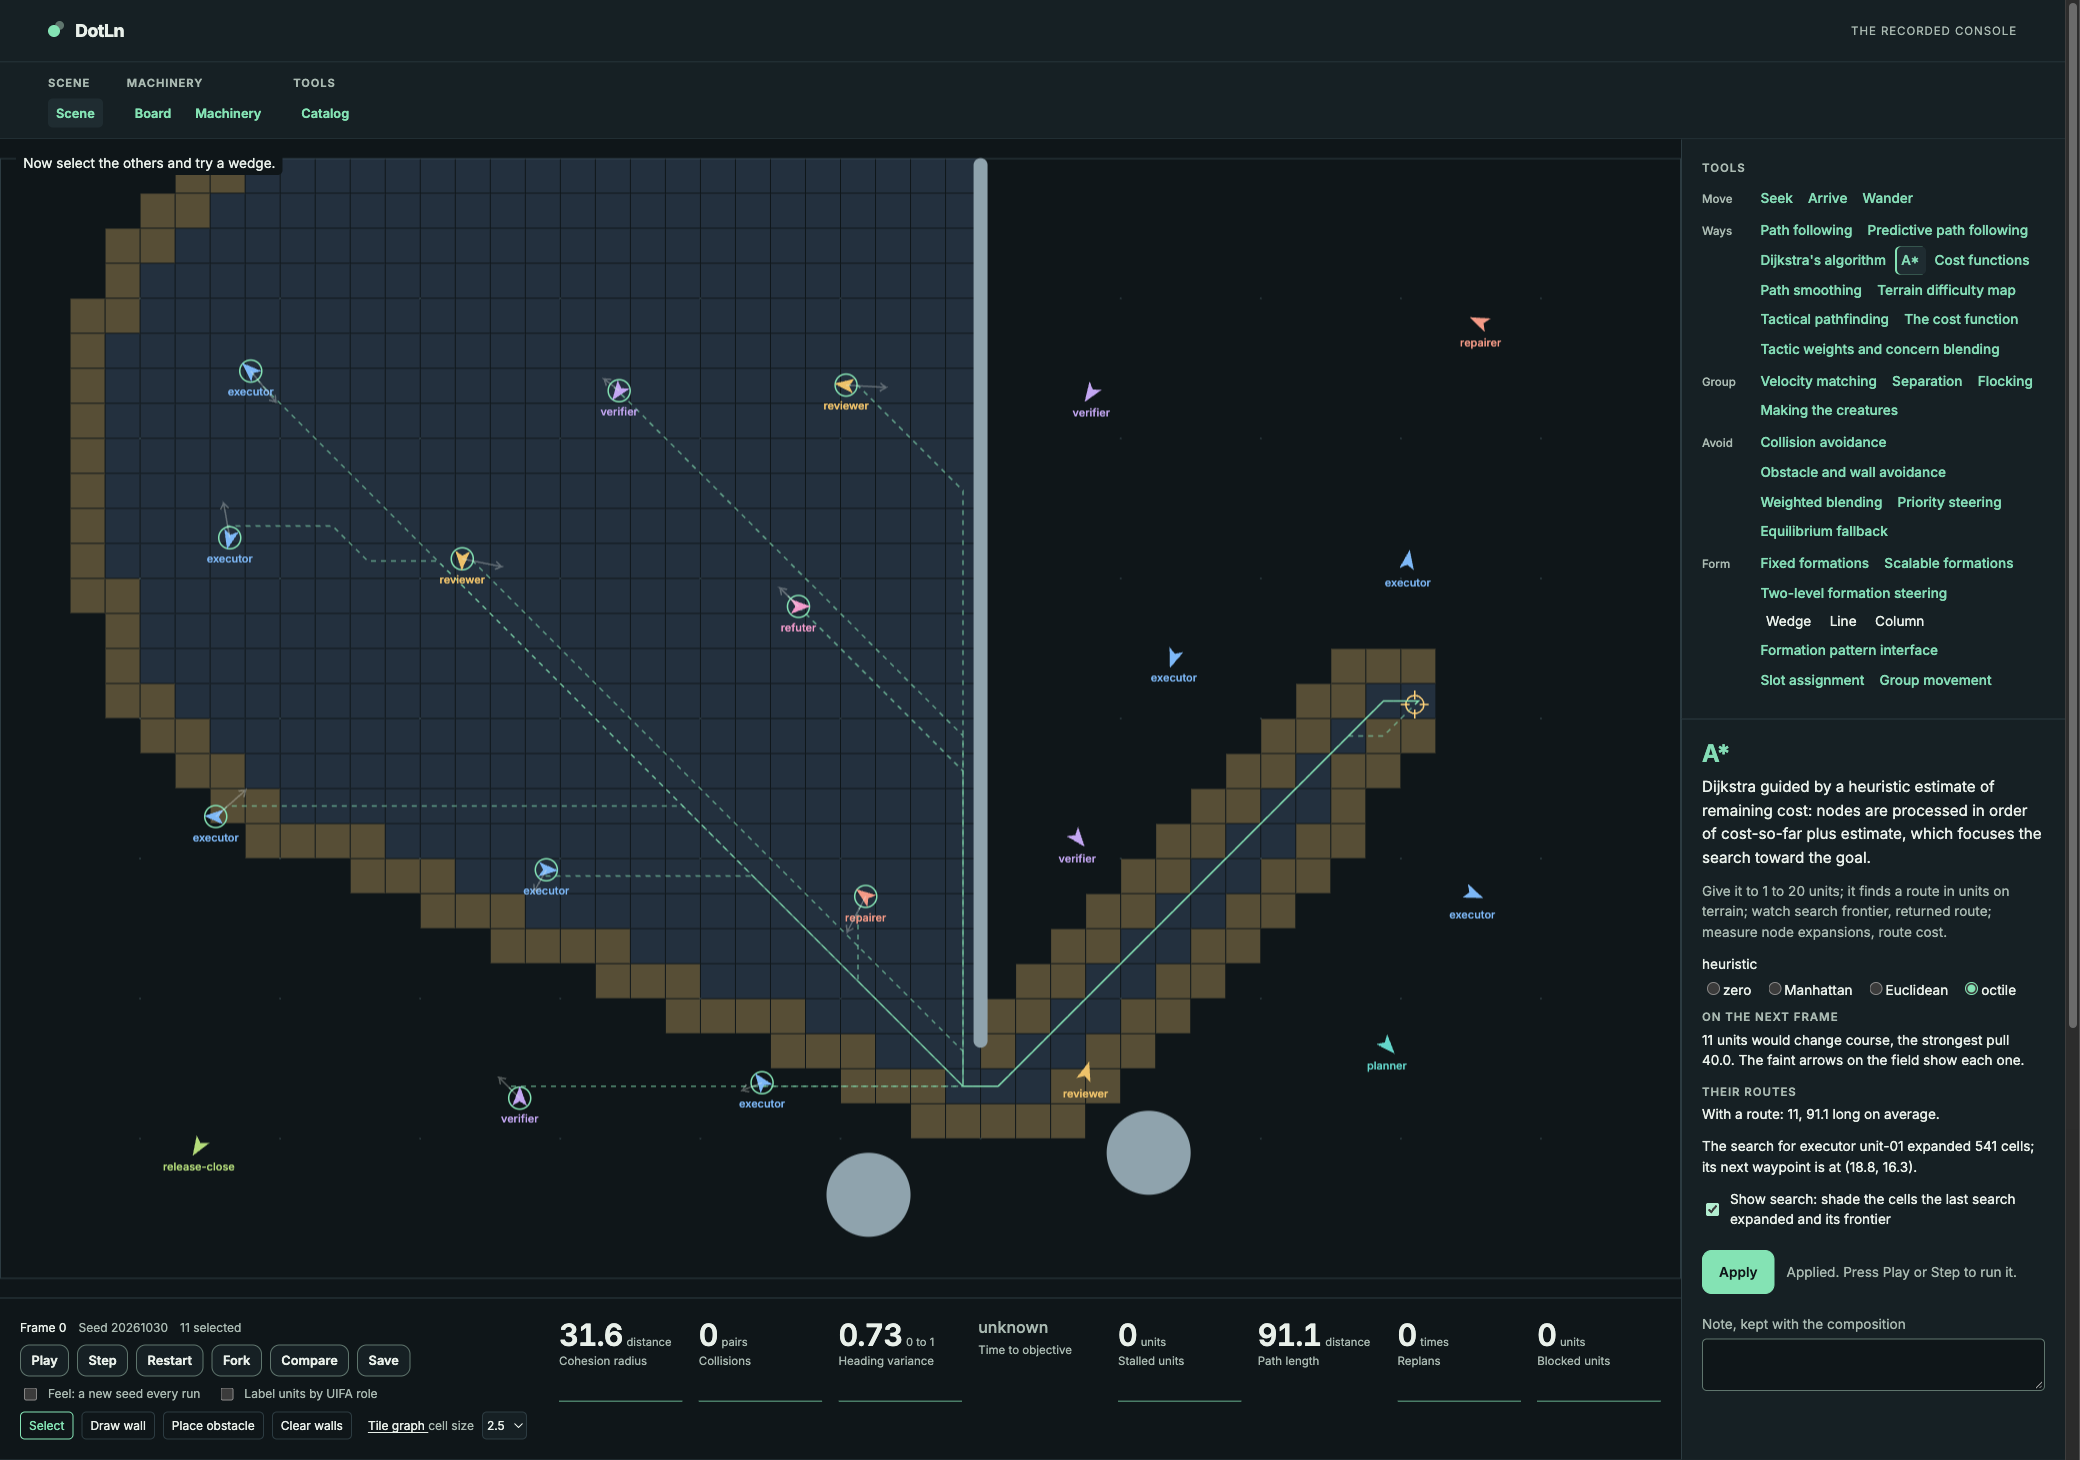 DotLn
THE RECORDED CONSOLE
SCENE
MACHINERY
TOOLS
Scene
Board
Machinery
Catalog
Now select the others and try a wedge.
executor
verifier
reviewer
verifier
repairer
executor
reviewer
executor
refuter
executor
executor
verifier
executor
repairer
executor
planner
reviewer
executor
verifier
release-close
TOOLS
Move
Seek Arrive Wander
Ways
Path following Predictive path following
Dijkstra's algorithm A* Cost functions
Path smoothing Terrain difficulty map
Tactical pathfinding The cost function
Tactic weights and concern blending
Group
Velocity matching Separation Flocking
Making the creatures
Avoid
Collision avoidance
Obstacle and wall avoidance
Weighted blending Priority steering
Equilibrium fallback
Form
Fixed formations Scalable formations
Two-level formation steering
Wedge Line Column
Formation pattern interface
Slot assignment Group movement
A*
Dijkstra guided by a heuristic estimate of
remaining cost: nodes are processed in order
of cost-so-far plus estimate, which focuses the
search toward the goal.
Give it to 1 to 20 units; it finds a route in units on
terrain; watch search frontier, returned route;
measure node expansions, route cost.
heuristic
zero Manhattan Euclidean octile
ON THE NEXT FRAME
11 units would change course, the strongest pull
40.0. The faint arrows on the field show each one.
THEIR ROUTES
With a route: 11, 91.1 long on average.
The search for executor unit-01 expanded 541 cells;
its next waypoint is at (18.8, 16.3).
Show search: shade the cells the last search
expanded and its frontier
Apply
Applied. Press Play or Step to run it.
Note, kept with the composition
Frame 0 Seed 20261030 11 selected
Play Step Restart Fork Compare Save
Feel: a new seed every run
Label units by UIFA role
Select Draw wall Place obstacle Clear walls Tile graph cell size 2.5
31.6 distance
Cohesion radius
0 pairs
Collisions
0.73 0 to 1
Heading variance
unknown
Time to objective
0 units
Stalled units
91.1 distance
Path length
0 times
Replans
0 units
Blocked units